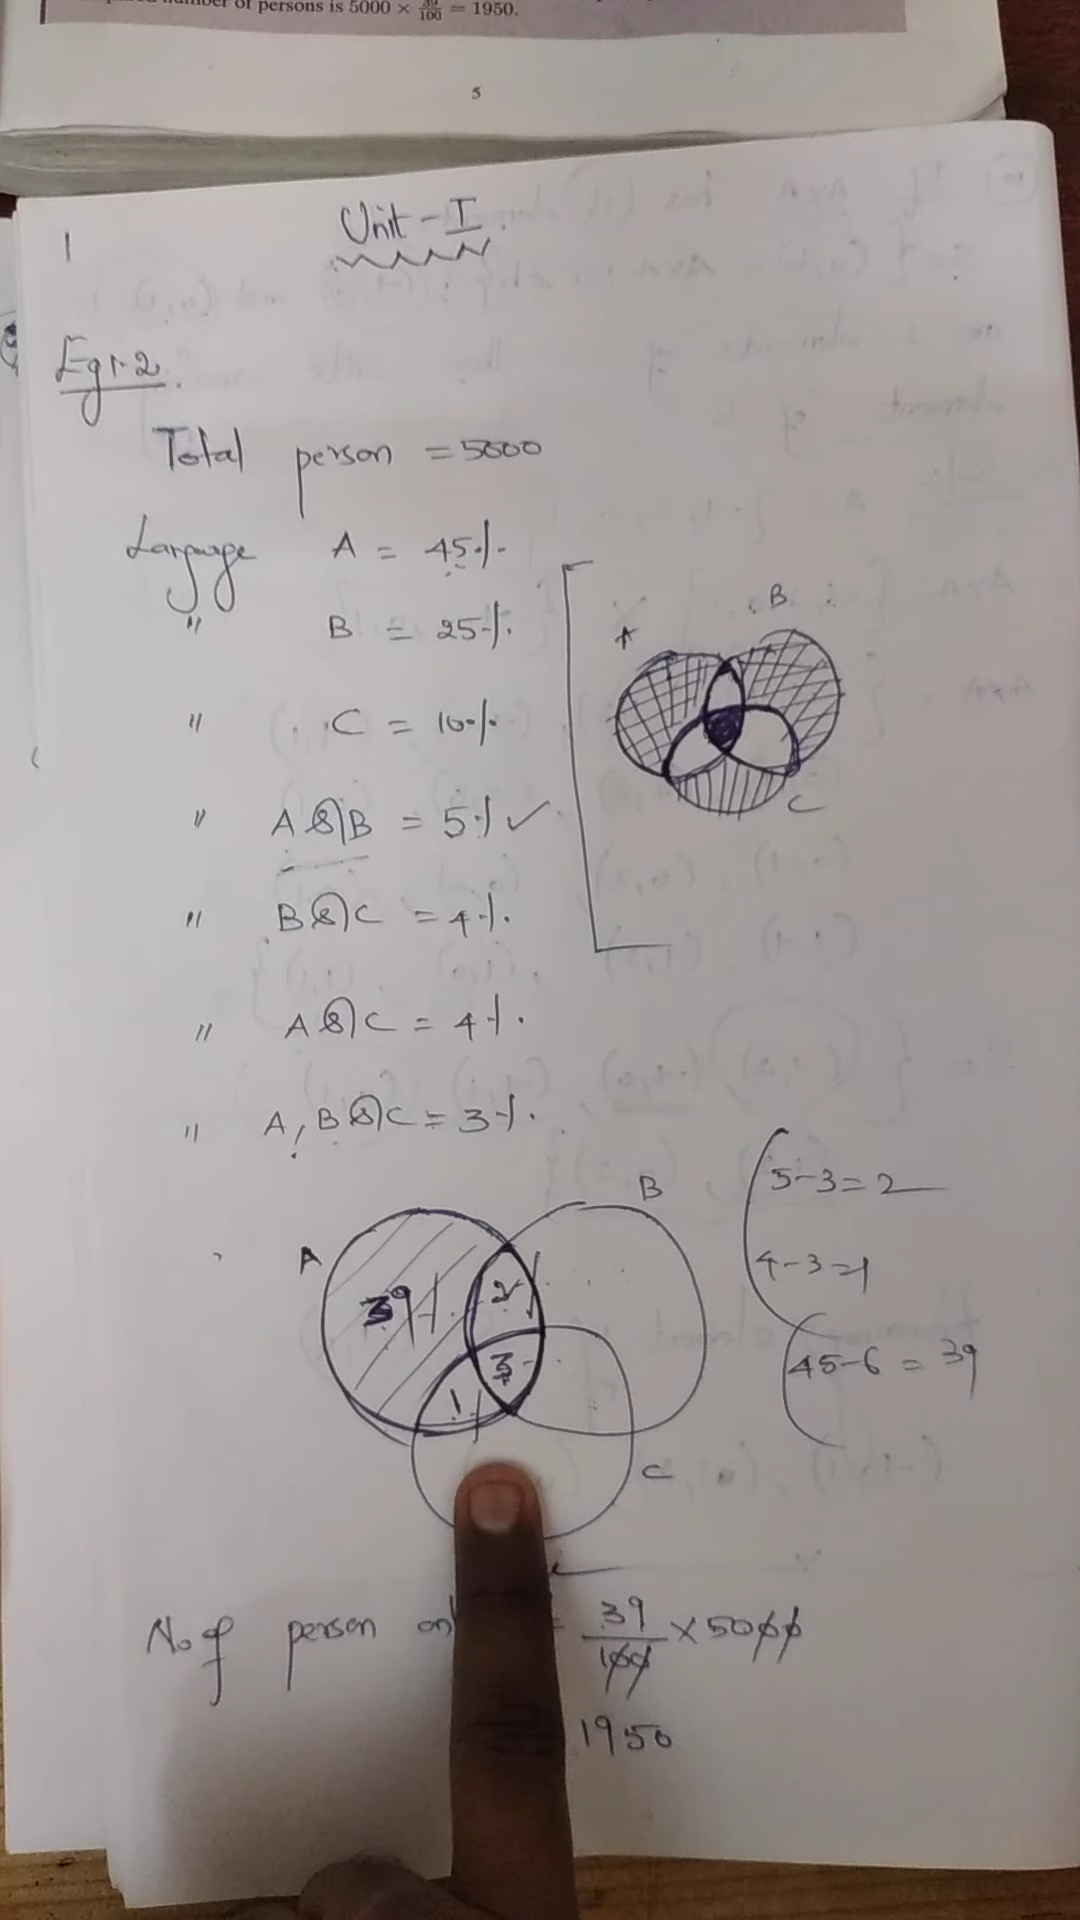 number of persons is 5000 × 39/100 = 1950.
5
1
Unit - I
Eg 1.2.
Total person = 5000
Language A = 45%
" B = 25%
" C = 10%
" A & B = 5% ✓
" B & C = 4%
" A & C = 4%
" A, B & C = 3%
A B C
A B C
39% 2% 3 1
5-3=2
4-3=1
45-6 = 39
No of person = 39/100 × 5000
1950